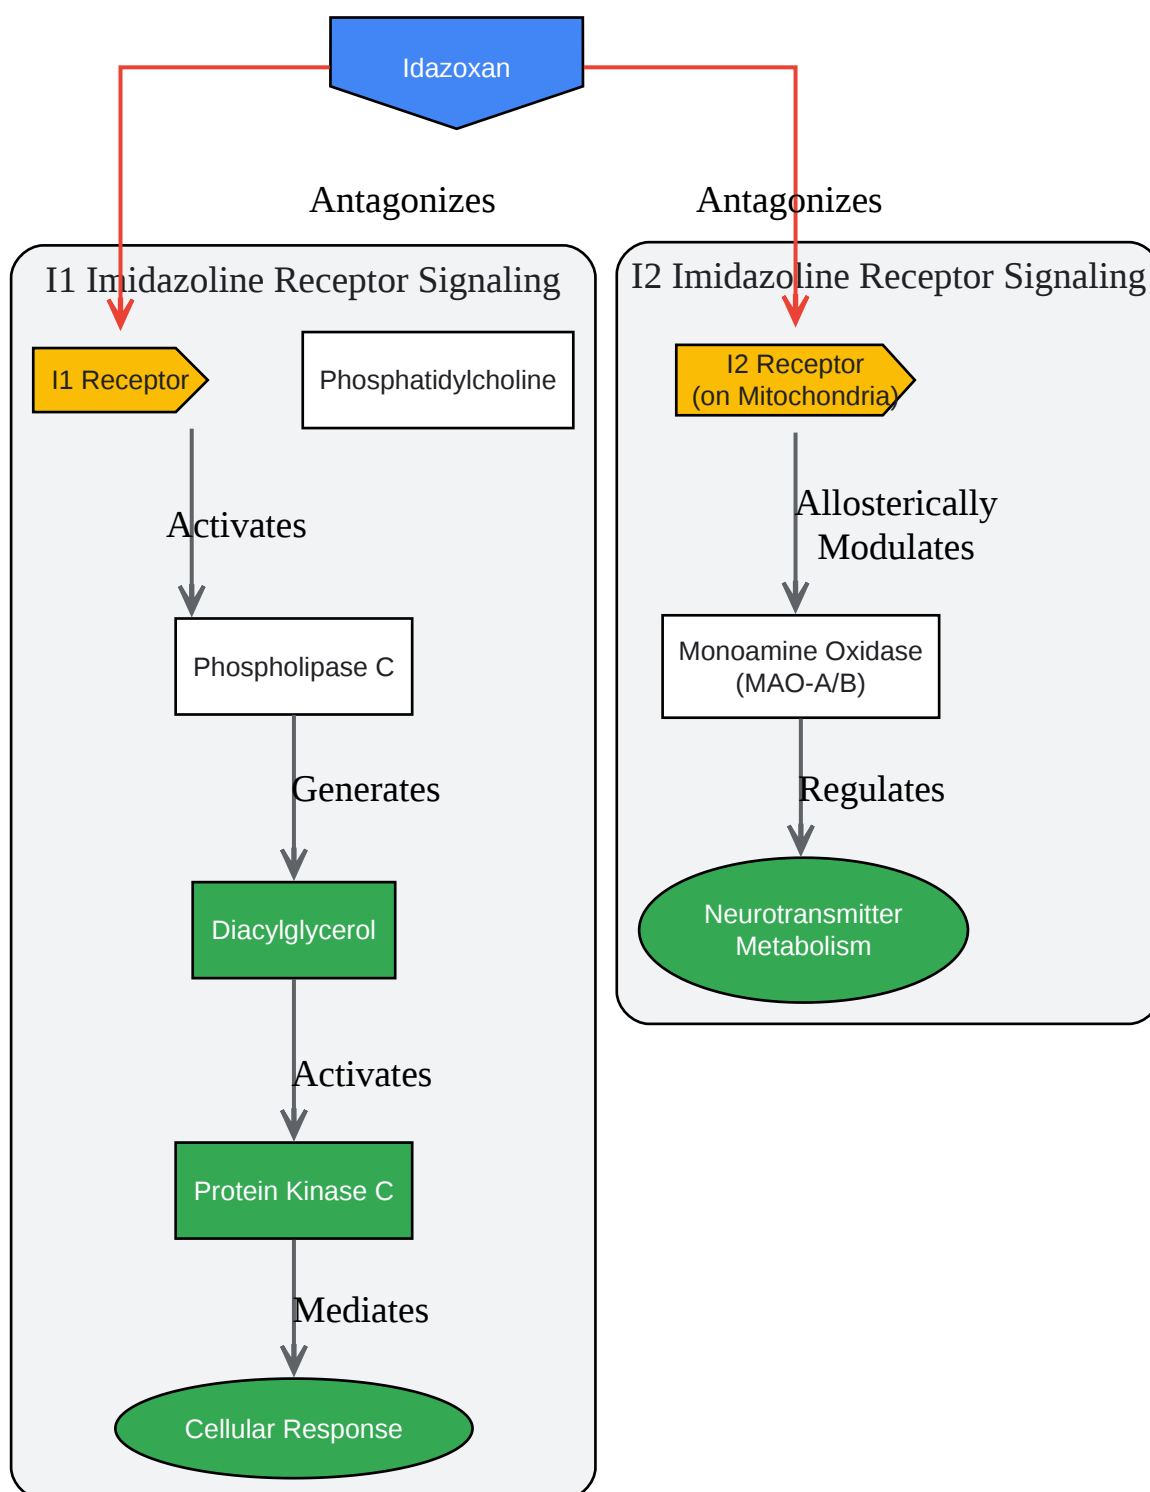 Idazoxan
Antagonizes
Antagonizes
I1 Imidazoline Receptor Signaling
I1 Receptor
Phosphatidylcholine
Activates
Phospholipase C
Generates
Diacylglycerol
Activates
Protein Kinase C
Mediates
Cellular Response
I2 Imidazoline Receptor Signaling
I2 Receptor
(on Mitochondria)
Allosterically
Modulates
Monoamine Oxidase
(MAO-A/B)
Regulates
Neurotransmitter
Metabolism